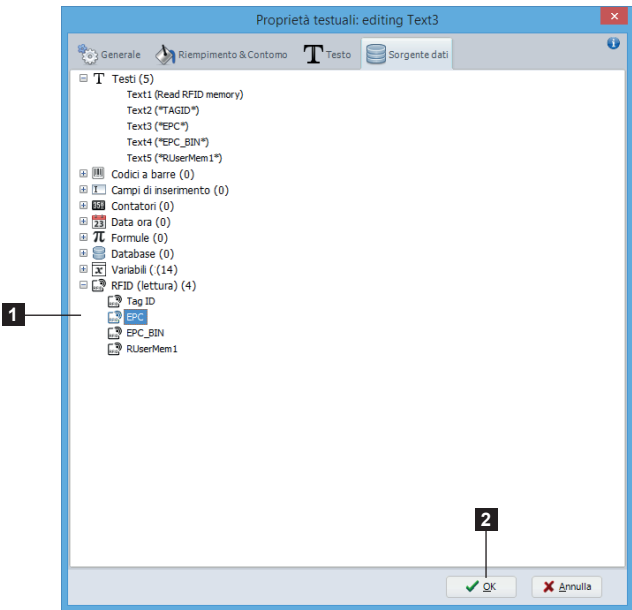 Proprietà testuali: editing Text3
Generale Riempimento & Contorno Testo Sorgente dati
Testi (5)
Text1 (Read RFID memory)
Text2 ("TAGID")
Text3 ("EPC")
Text4 ("EPC_BIN")
Text5 ("RUserMem1")
Codici a barre (0)
Campi di inserimento (0)
Contatori (0)
Data ora (0)
Formule (0)
Database (0)
Variabili ( (14)
RFID (lettura) (4)
Tag ID
1 EPC
EPC_BIN
RUserMem1
2
OK Annulla